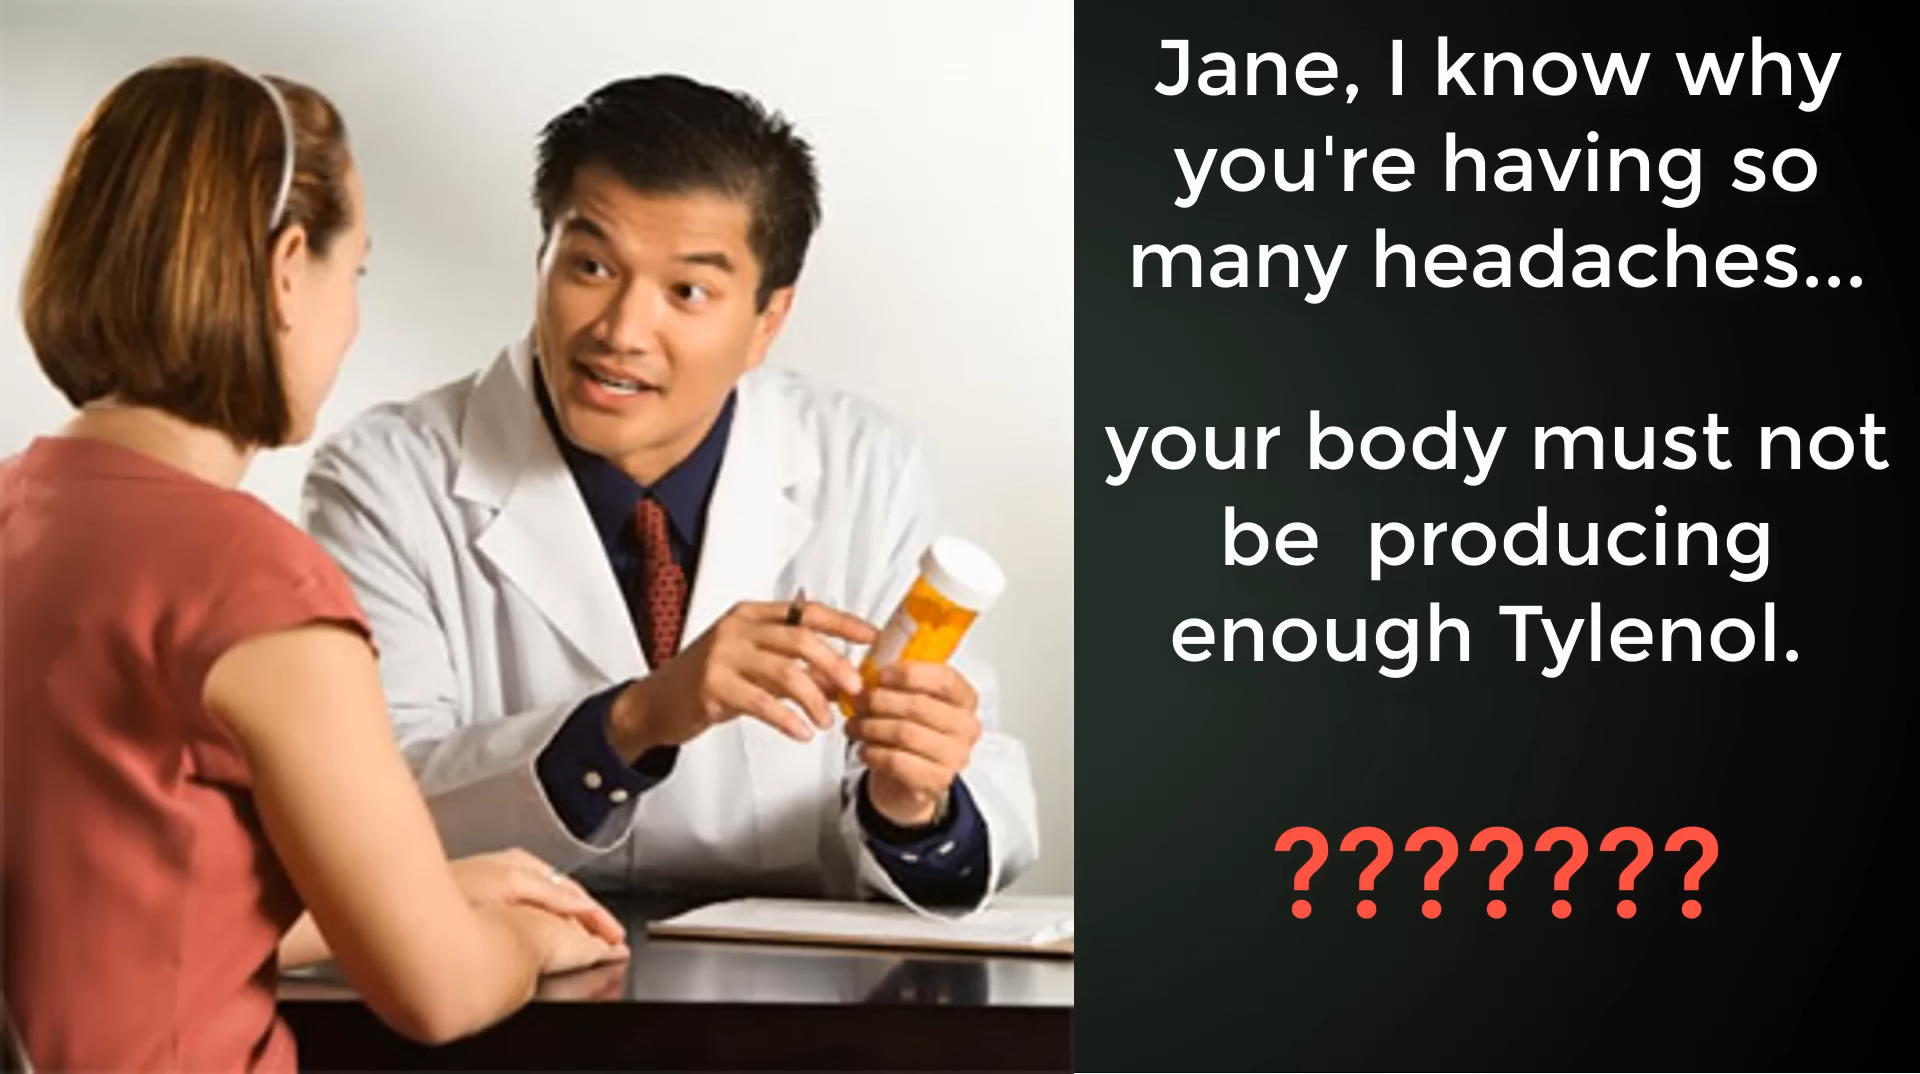 Jane, I know why
you're having so
many headaches...
your body must not
be  producing
enough Tylenol.
???????